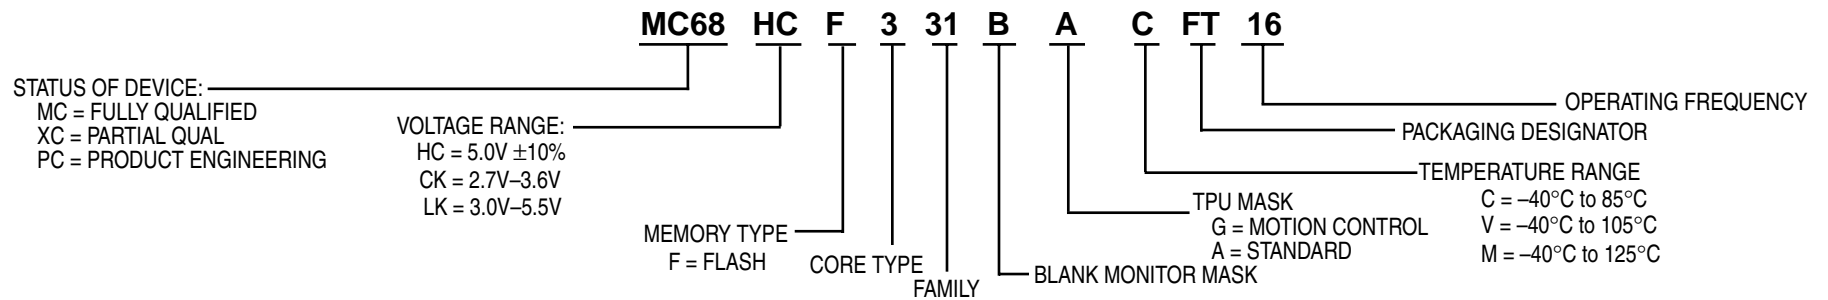 MC68 HC F 3 31 B A C FT 16
STATUS OF DEVICE:
MC = FULLY QUALIFIED
XC = PARTIAL QUAL
PC = PRODUCT ENGINEERING
VOLTAGE RANGE:
HC = 5.0V ±10%
CK = 2.7V–3.6V
LK = 3.0V–5.5V
MEMORY TYPE
F = FLASH
CORE TYPE
FAMILY
BLANK MONITOR MASK
TPU MASK
G = MOTION CONTROL
A = STANDARD
TEMPERATURE RANGE
C = –40°C to 85°C
V = –40°C to 105°C
M = –40°C to 125°C
PACKAGING DESIGNATOR
OPERATING FREQUENCY